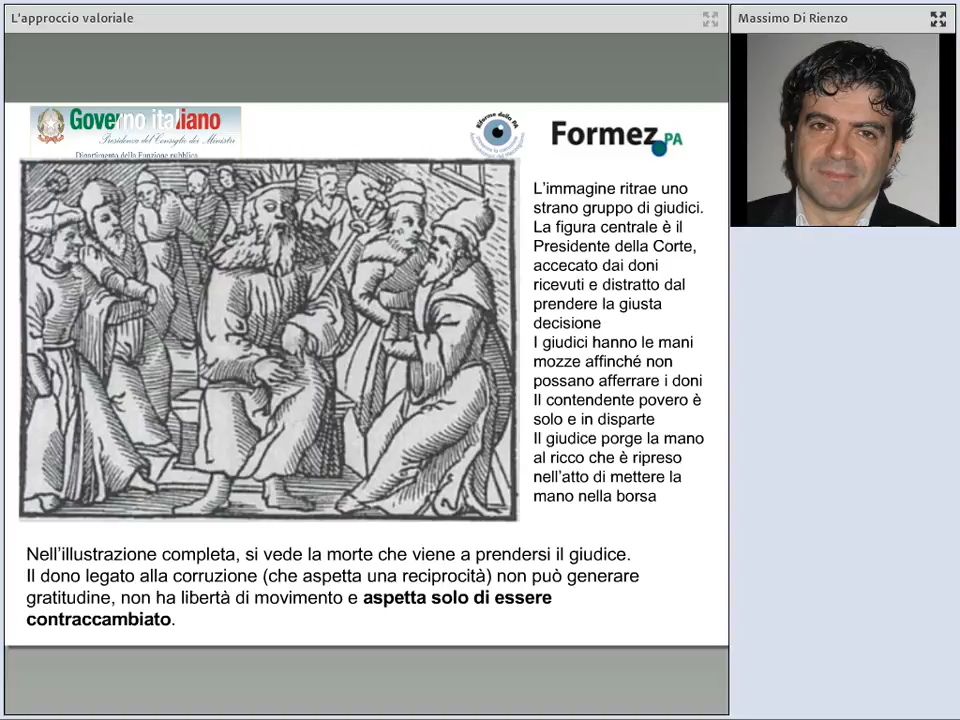 L'approccio valoriale
Massimo Di Rienzo
Governo italiano
Presidenza del Consiglio dei Ministri
Dipartimento della Funzione pubblica
Formez PA
L'immagine ritrae uno
strano gruppo di giudici.
La figura centrale è il
Presidente della Corte,
accecato dai doni
ricevuti e distratto dal
prendere la giusta
decisione
I giudici hanno le mani
mozze affinché non
possano afferrare i doni
Il contendente povero è
solo e in disparte
Il giudice porge la mano
al ricco che è ripreso
nell'atto di mettere la
mano nella borsa
Nell'illustrazione completa, si vede la morte che viene a prendersi il giudice.
Il dono legato alla corruzione (che aspetta una reciprocità) non può generare
gratitudine, non ha libertà di movimento e aspetta solo di essere
contraccambiato.